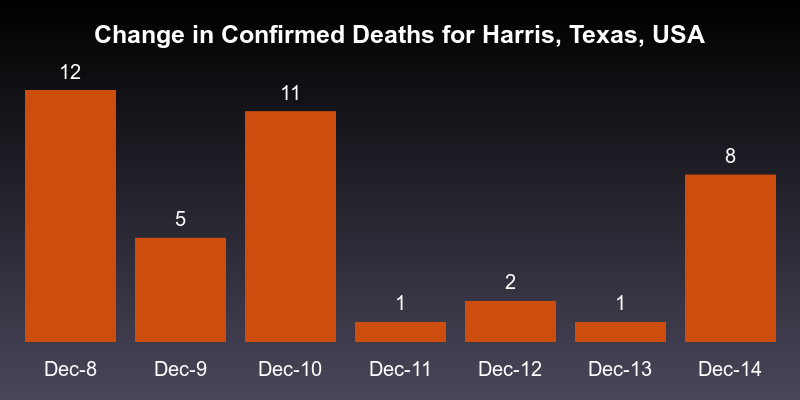 Change in Confirmed Deaths for Harris, Texas, USA
12
5
11
1
2
1
8
Dec-8
Dec-9
Dec-10
Dec-11
Dec-12
Dec-13
Dec-14